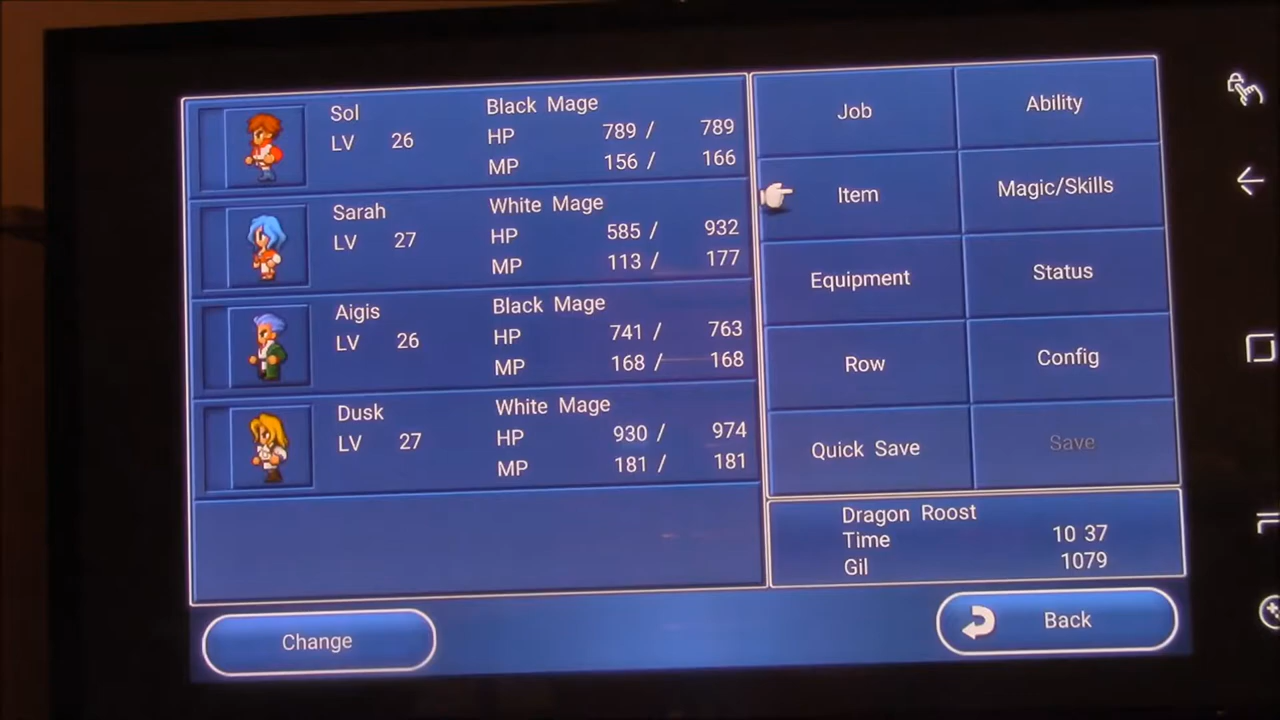 Sol Black Mage
LV 26 HP 789 / 789
MP 156 / 166
Sarah White Mage
LV 27 HP 585 / 932
MP 113 / 177
Aigis Black Mage
LV 26 HP 741 / 763
MP 168 / 168
Dusk White Mage
LV 27 HP 930 / 974
MP 181 / 181
Job Ability
Item Magic/Skills
Equipment Status
Row Config
Quick Save Save
Dragon Roost
Time 10 37
Gil 1079
Change
Back